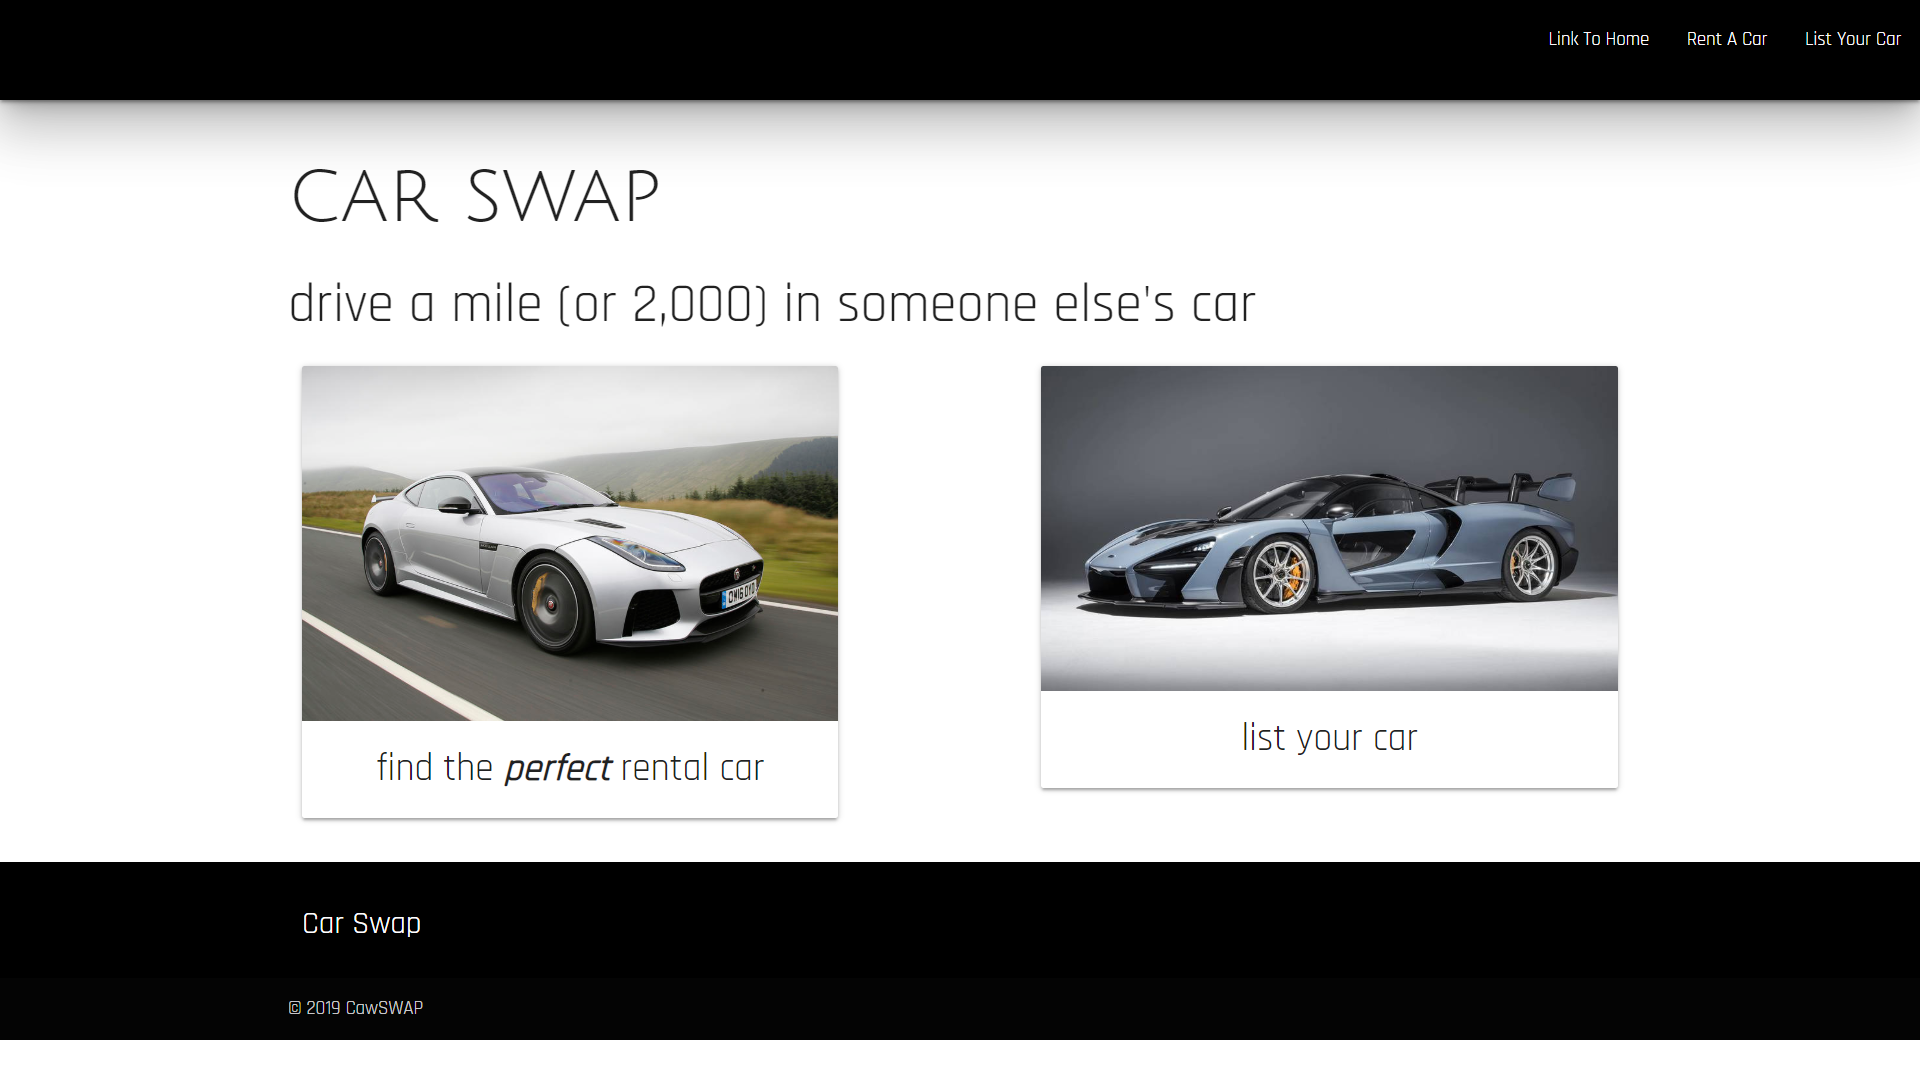 Link To Home Rent A Car List Your Car
CAR SWAP
drive a mile (or 2,000) in someone else's car
find the perfect rental car
list your car
Car Swap
© 2019 CawSWAP